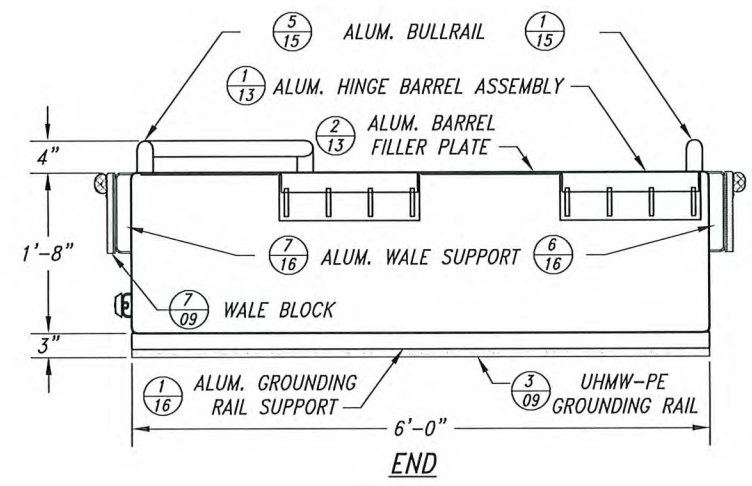 5
15
ALUM. BULLRAIL
1
15
1
13
ALUM. HINGE BARREL ASSEMBLY
2
13
ALUM. BARREL
FILLER PLATE
4"
1'-8"
7
16
ALUM. WALE SUPPORT
6
16
7
09
WALE BLOCK
3"
1
16
ALUM. GROUNDING
RAIL SUPPORT
3
09
UHMW-PE
GROUNDING RAIL
6'-0"
END